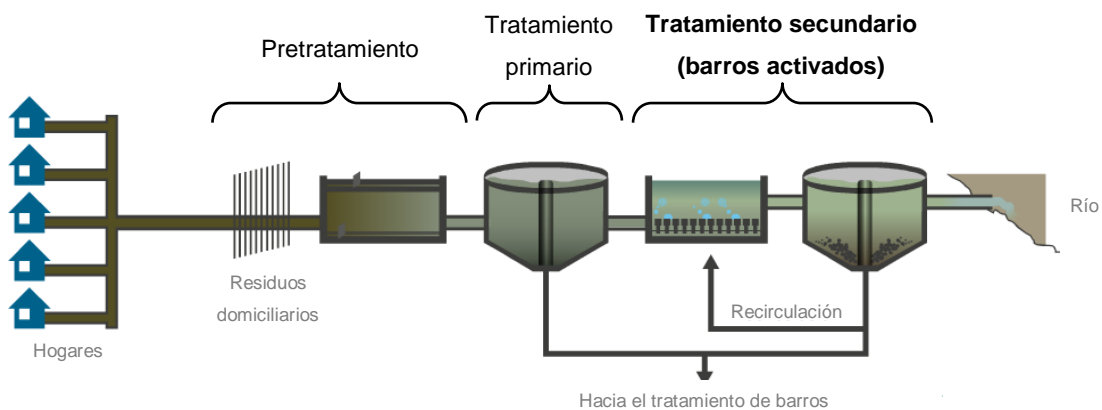 Pretratamiento
Tratamiento
primario
Tratamiento secundario
(barros activados)
Hogares
Residuos
domiciliarios
Recirculación
Río
Hacia el tratamiento de barros